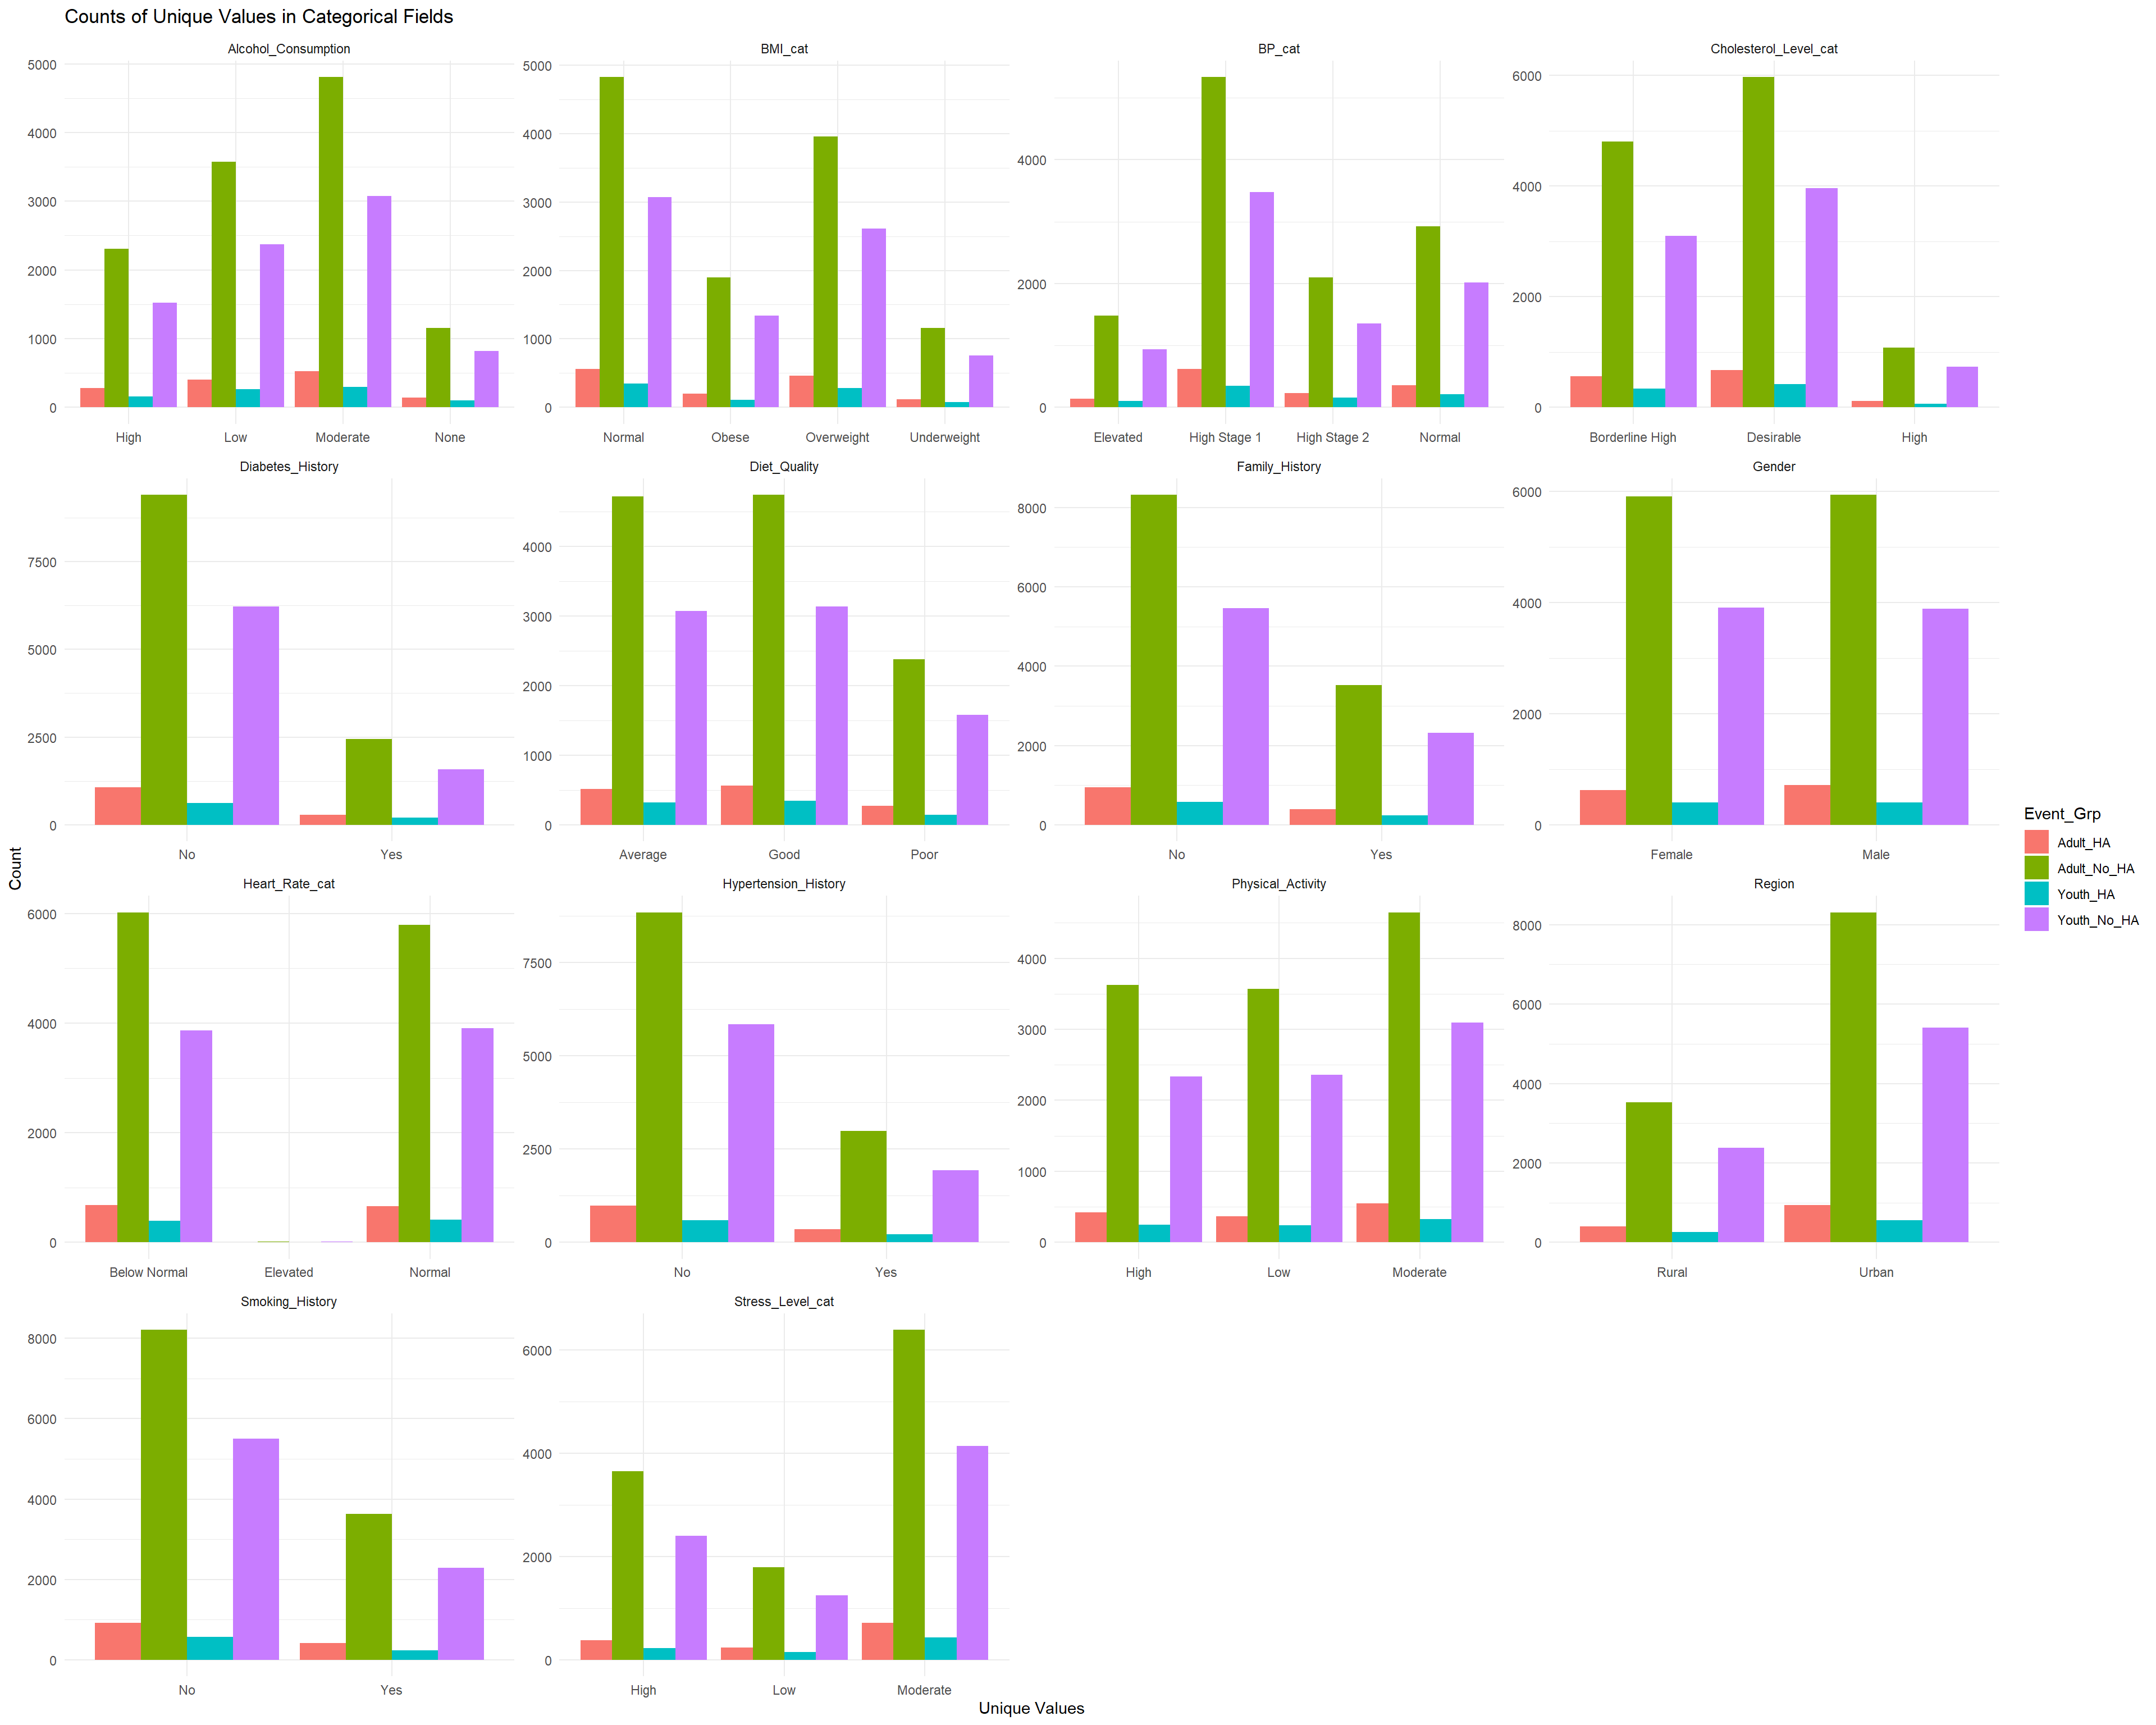 Counts of Unique Values in Categorical Fields
Alcohol_Consumption
5000
4000
3000
2000
1000
0
High Low Moderate None
BMI_cat
5000
4000
3000
2000
1000
0
Normal Obese Overweight Underweight
BP_cat
4000
2000
0
Elevated High Stage 1 High Stage 2 Normal
Cholesterol_Level_cat
6000
4000
2000
0
Borderline High Desirable High
Diabetes_History
7500
5000
2500
0
No Yes
Diet_Quality
4000
3000
2000
1000
0
Average Good Poor
Family_History
8000
6000
4000
2000
0
No Yes
Gender
6000
4000
2000
0
Female Male
Heart_Rate_cat
6000
4000
2000
0
Below Normal Elevated Normal
Hypertension_History
7500
5000
2500
0
No Yes
Physical_Activity
4000
3000
2000
1000
0
High Low Moderate
Region
8000
6000
4000
2000
0
Rural Urban
Smoking_History
8000
6000
4000
2000
0
No Yes
Stress_Level_cat
6000
4000
2000
0
High Low Moderate
Count
Unique Values
Event_Grp
Adult_HA
Adult_No_HA
Youth_HA
Youth_No_HA